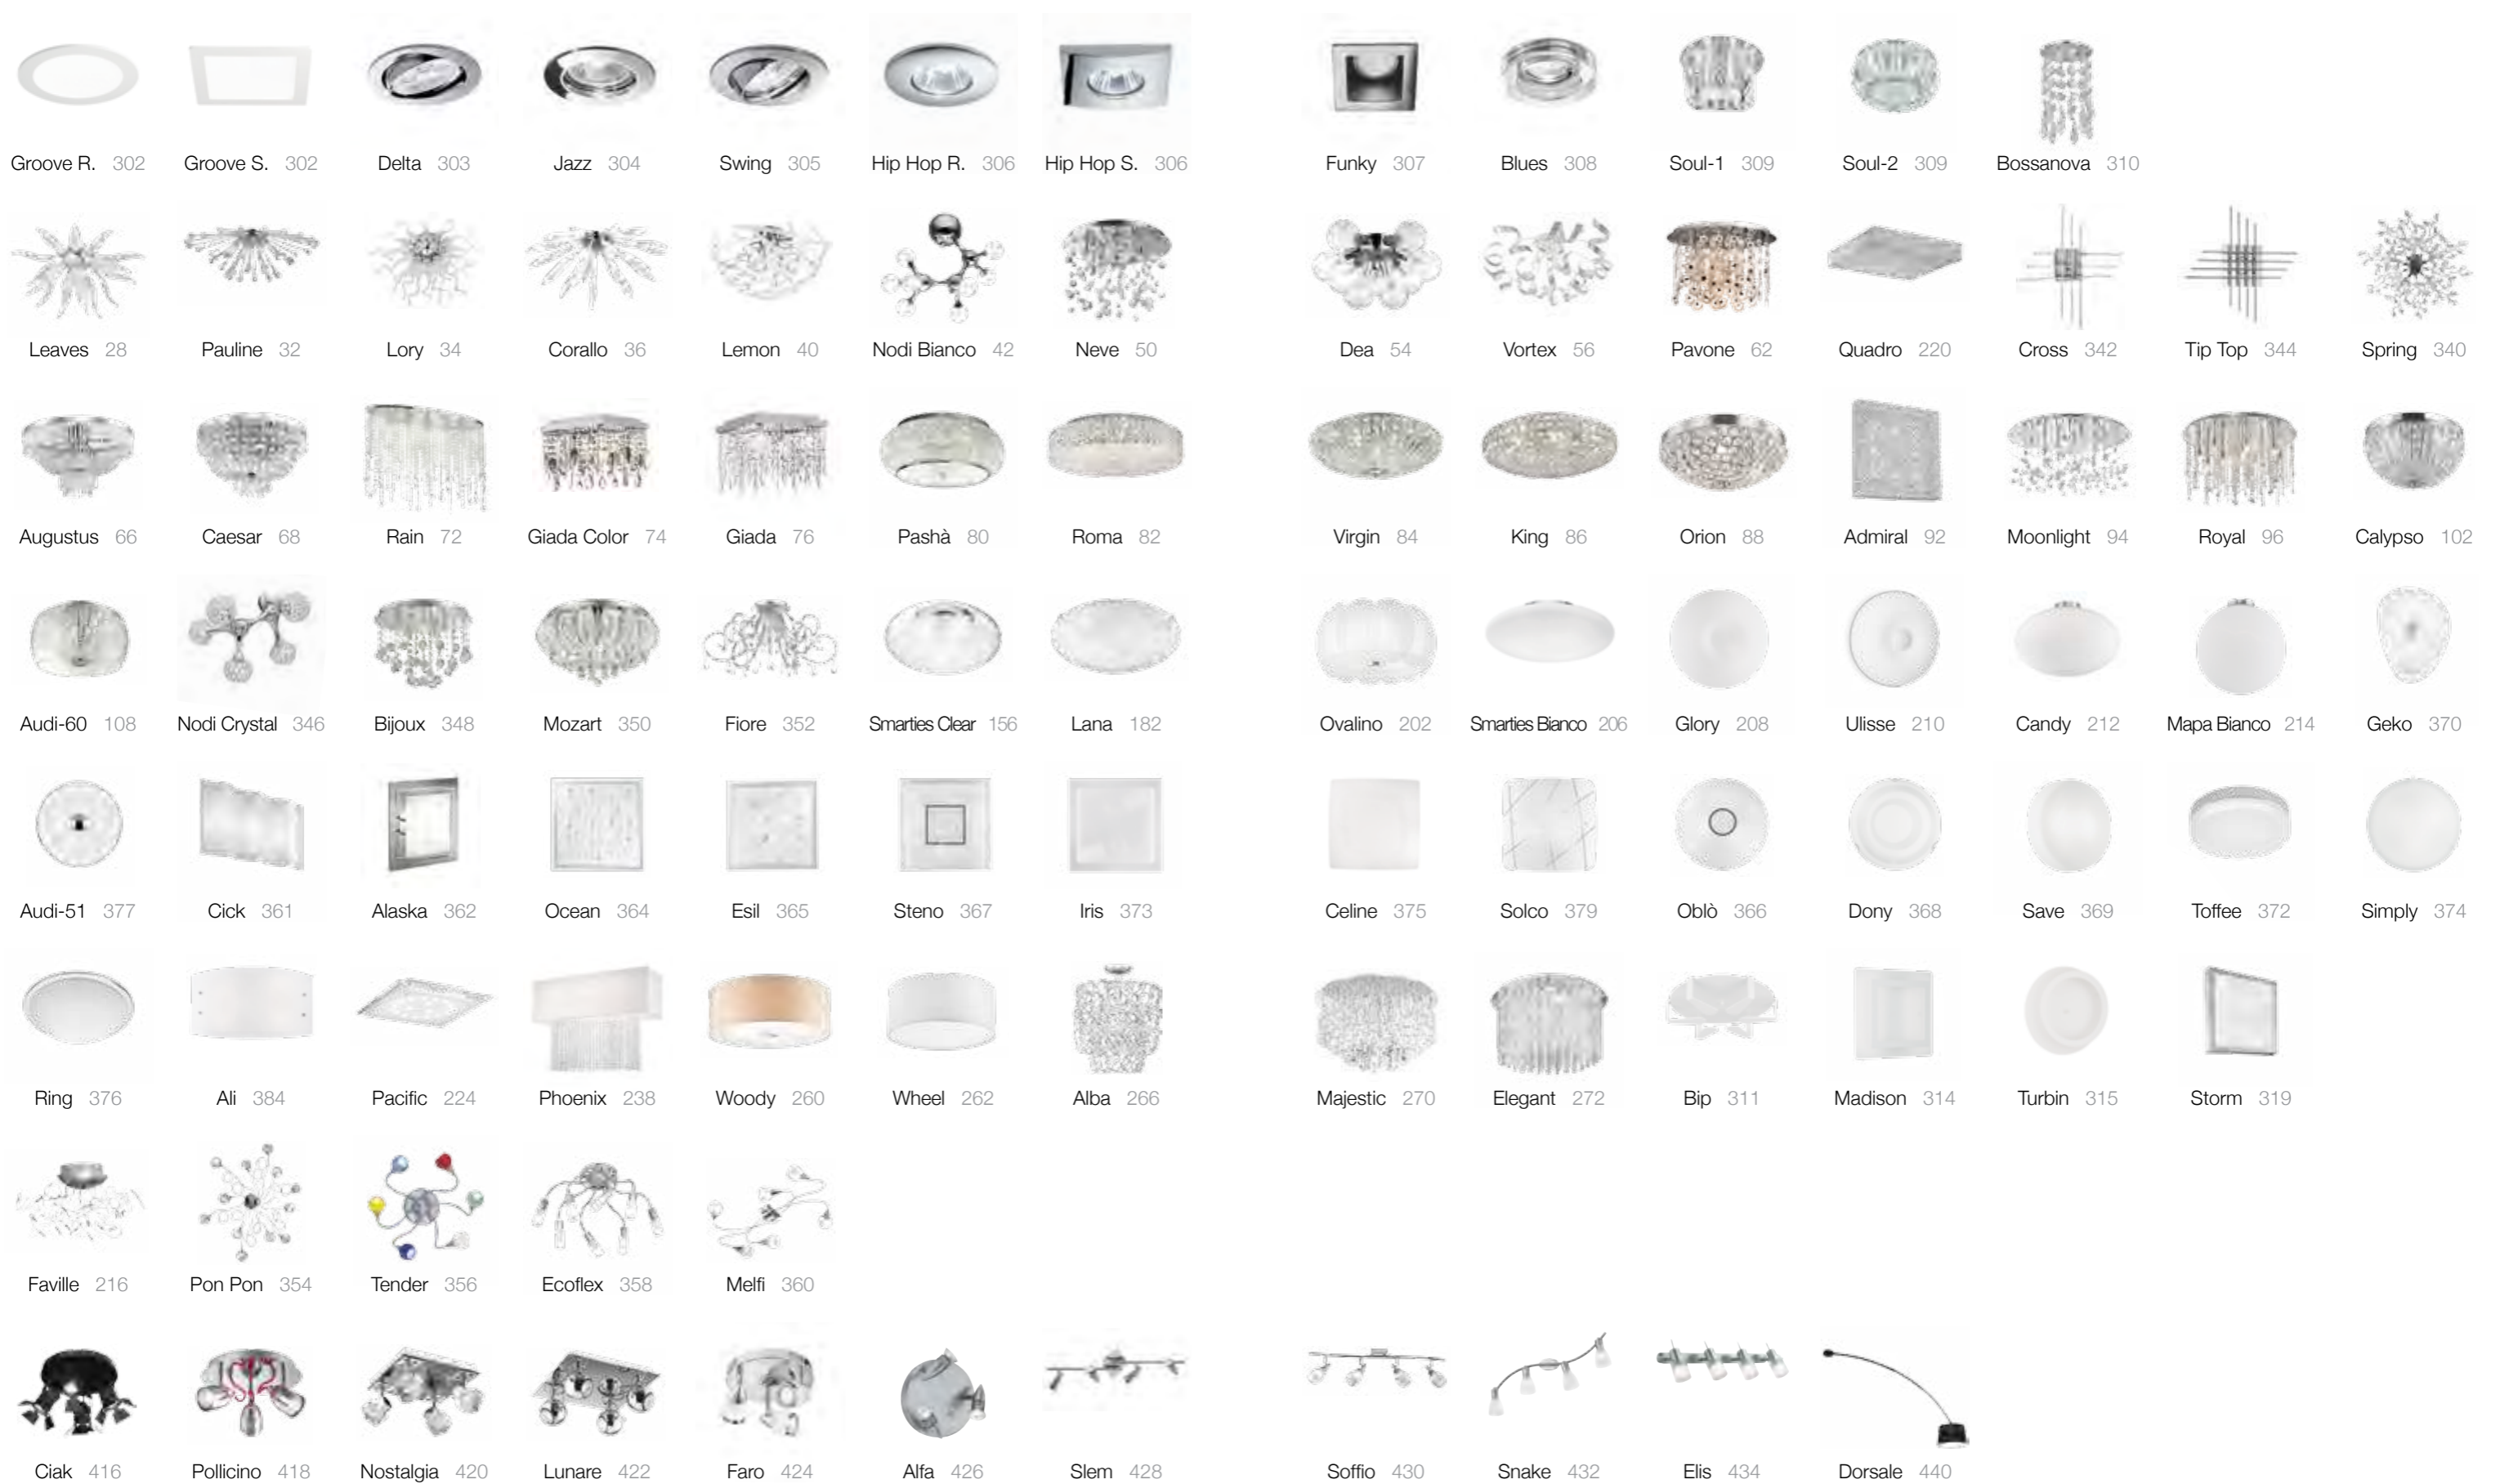 Groove R. 302 Groove S. 302 Delta 303 Jazz 304 Swing 305 Hip Hop R. 306 Hip Hop S. 306 Funky 307 Blues 308 Soul-1 309 Soul-2 309 Bossanova 310
Leaves 28 Pauline 32 Lory 34 Corallo 36 Lemon 40 Nodi Bianco 42 Neve 50 Dea 54 Vortex 56 Pavone 62 Quadro 220 Cross 342 Tip Top 344 Spring 340
Augustus 66 Caesar 68 Rain 72 Giada Color 74 Giada 76 Pashà 80 Roma 82 Virgin 84 King 86 Orion 88 Admiral 92 Moonlight 94 Royal 96 Calypso 102
Audi-60 108 Nodi Crystal 346 Bijoux 348 Mozart 350 Fiore 352 Smarties Clear 156 Lana 182 Ovalino 202 Smarties Bianco 206 Glory 208 Ulisse 210 Candy 212 Mapa Bianco 214 Geko 370
Audi-51 377 Cick 361 Alaska 362 Ocean 364 Esil 365 Steno 367 Iris 373 Celine 375 Solco 379 Oblò 366 Dony 368 Save 369 Toffee 372 Simply 374
Ring 376 Ali 384 Pacific 224 Phoenix 238 Woody 260 Wheel 262 Alba 266 Majestic 270 Elegant 272 Bip 311 Madison 314 Turbin 315 Storm 319
Faville 216 Pon Pon 354 Tender 356 Ecoflex 358 Melfi 360
Ciak 416 Pollicino 418 Nostalgia 420 Lunare 422 Faro 424 Alfa 426 Slem 428 Soffio 430 Snake 432 Elis 434 Dorsale 440